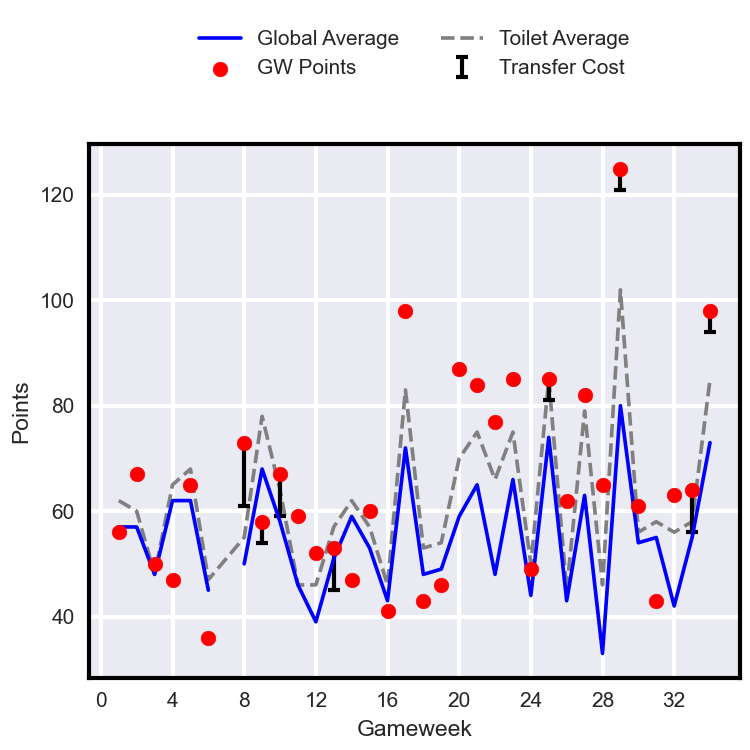 Global Average
Toilet Average
GW Points
Transfer Cost
Points
120
100
80
60
40
0 4 8 12 16 20 24 28 32
Gameweek